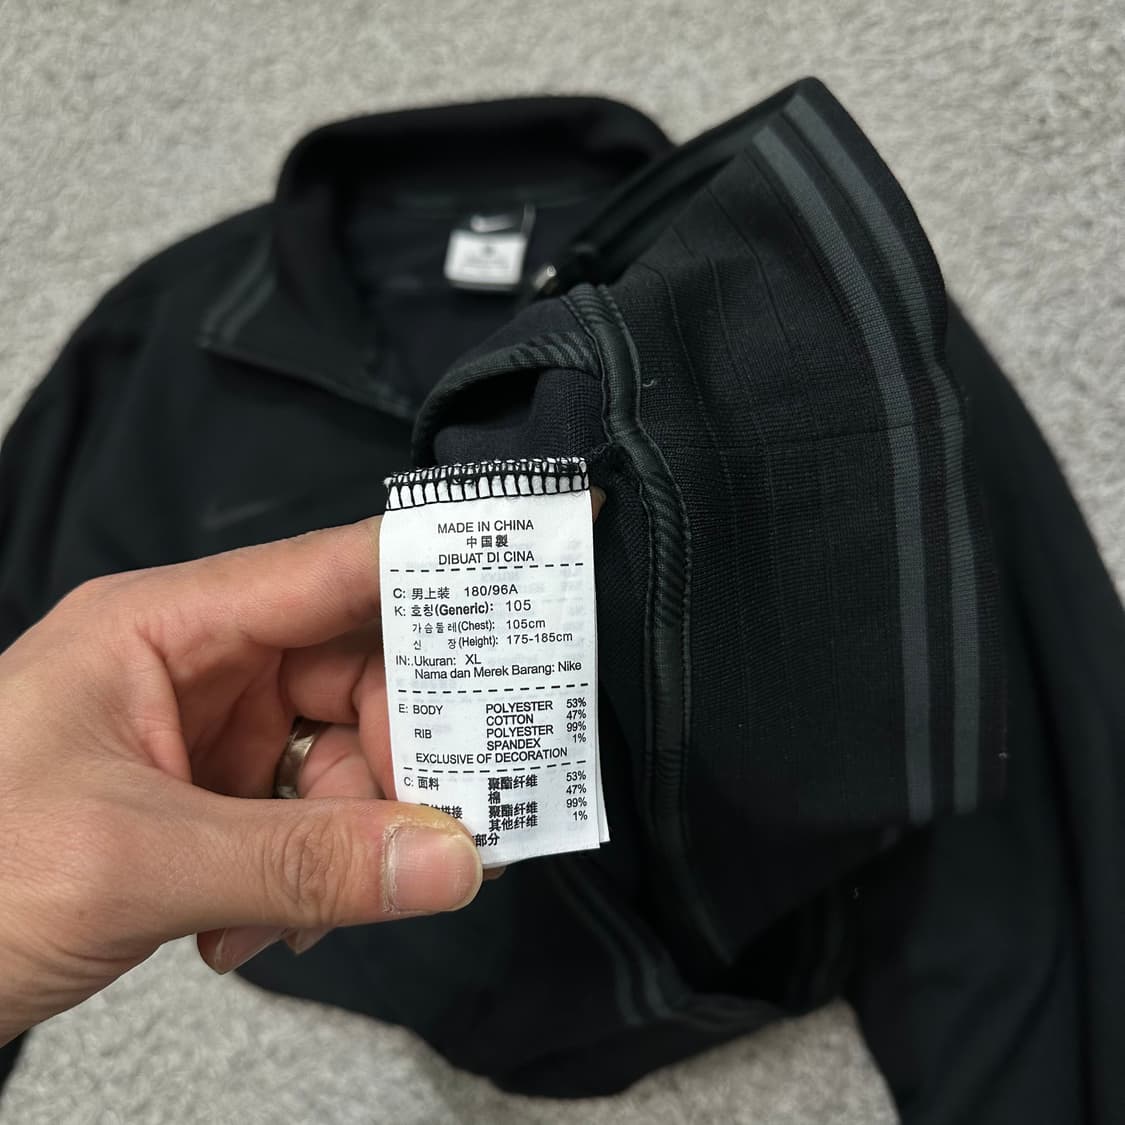 MADE IN CHINA
中国製
DIBUAT DI CINA
C: 男上装 180/96A
K: 호칭(Generic): 105
가슴둘레(Chest): 105cm
신 장(Height): 175-185cm
IN:.Ukuran: XL
Nama dan Merek Barang: Nike
E: BODY POLYESTER 53%
COTTON 47%
RIB POLYESTER 99%
SPANDEX 1%
EXCLUSIVE OF DECORATION
C: 面料 聚酯纤维 53%
棉 47%
拼接 聚酯纤维 99%
其他纤维 1%
部分